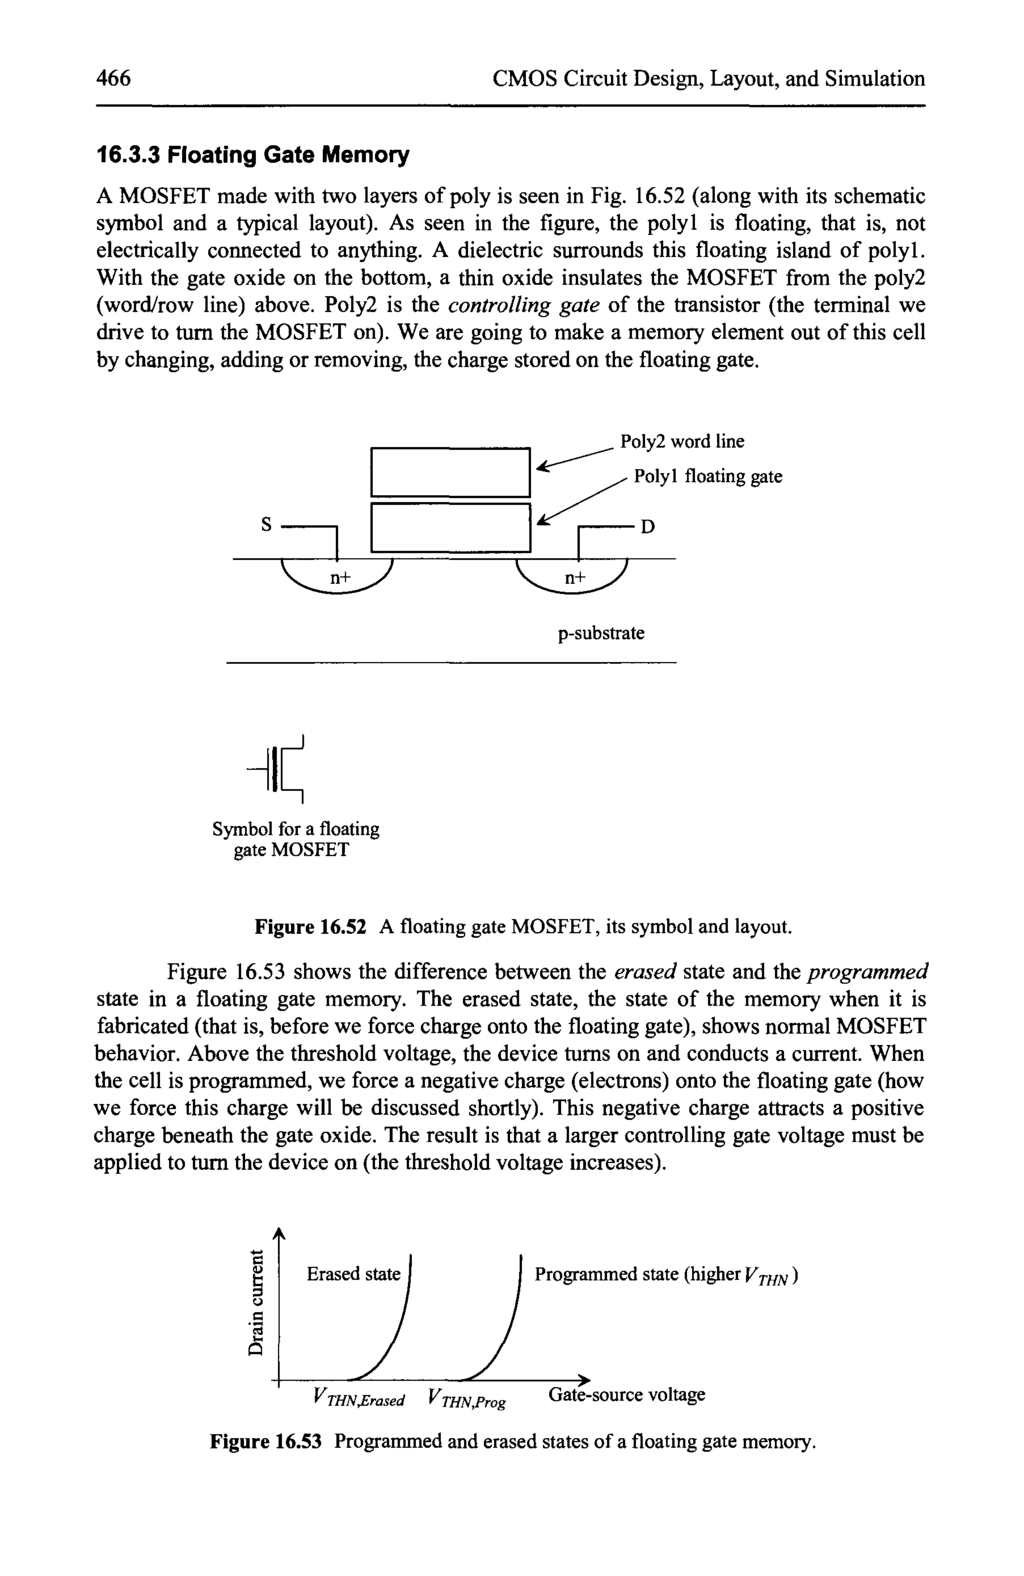 466
CMOS Circuit Design, Layout, and Simulation
16.3.3 Floating Gate Memory
A MOSFET made with two layers of poly is seen in Fig. 16.52 (along with its schematic
symbol and a typical layout). As seen in the figure, the poly1 is floating, that is, not
electrically connected to anything. A dielectric surrounds this floating island of poly1.
With the gate oxide on the bottom, a thin oxide insulates the MOSFET from the poly2
(word/row line) above. Poly2 is the controlling gate of the transistor (the terminal we
drive to turn the MOSFET on). We are going to make a memory element out of this cell
by changing, adding or removing, the charge stored on the floating gate.
Poly2 word line
Poly1 floating gate
S
D
n+
n+
p-substrate
Symbol for a floating
gate MOSFET
Figure 16.52 A floating gate MOSFET, its symbol and layout.
Figure 16.53 shows the difference between the erased state and the programmed
state in a floating gate memory. The erased state, the state of the memory when it is
fabricated (that is, before we force charge onto the floating gate), shows normal MOSFET
behavior. Above the threshold voltage, the device turns on and conducts a current. When
the cell is programmed, we force a negative charge (electrons) onto the floating gate (how
we force this charge will be discussed shortly). This negative charge attracts a positive
charge beneath the gate oxide. The result is that a larger controlling gate voltage must be
applied to turn the device on (the threshold voltage increases).
Drain current
Erased state
Programmed state (higher VTHN)
VTHN,Erased
VTHN,Prog
Gate-source voltage
Figure 16.53 Programmed and erased states of a floating gate memory.